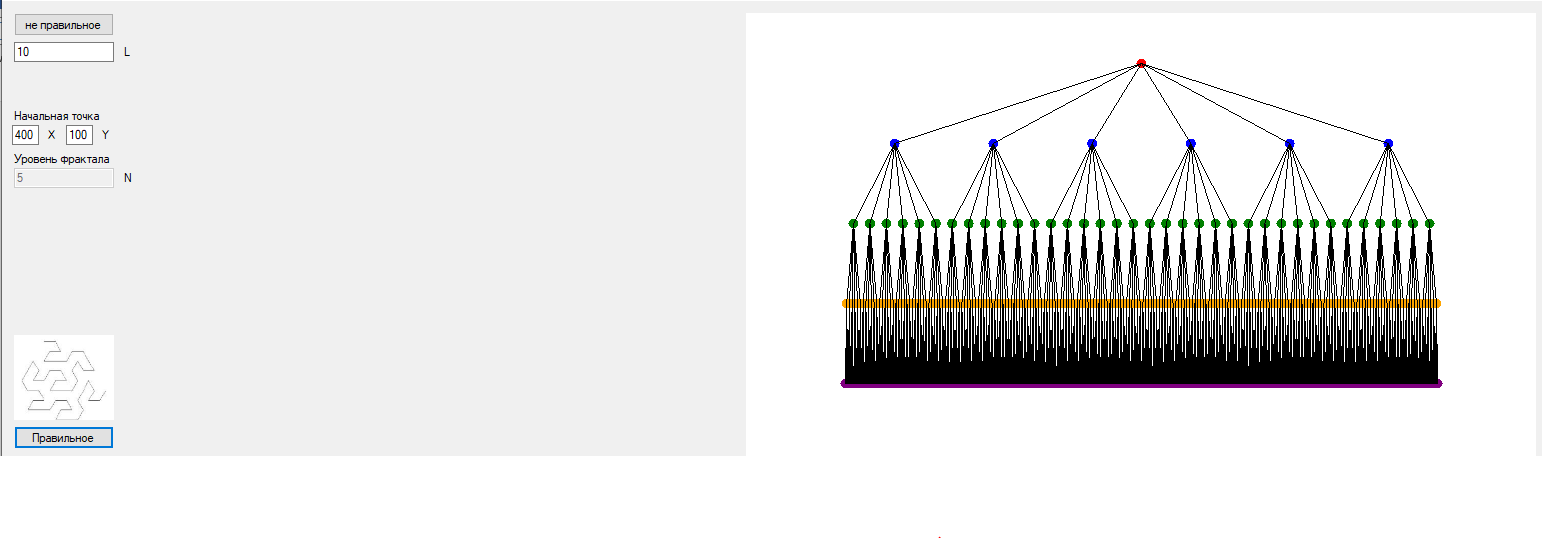 не правильное
10 L
Начальная точка
400 X 100 Y
Уровень фрактала
5 N
Правильное